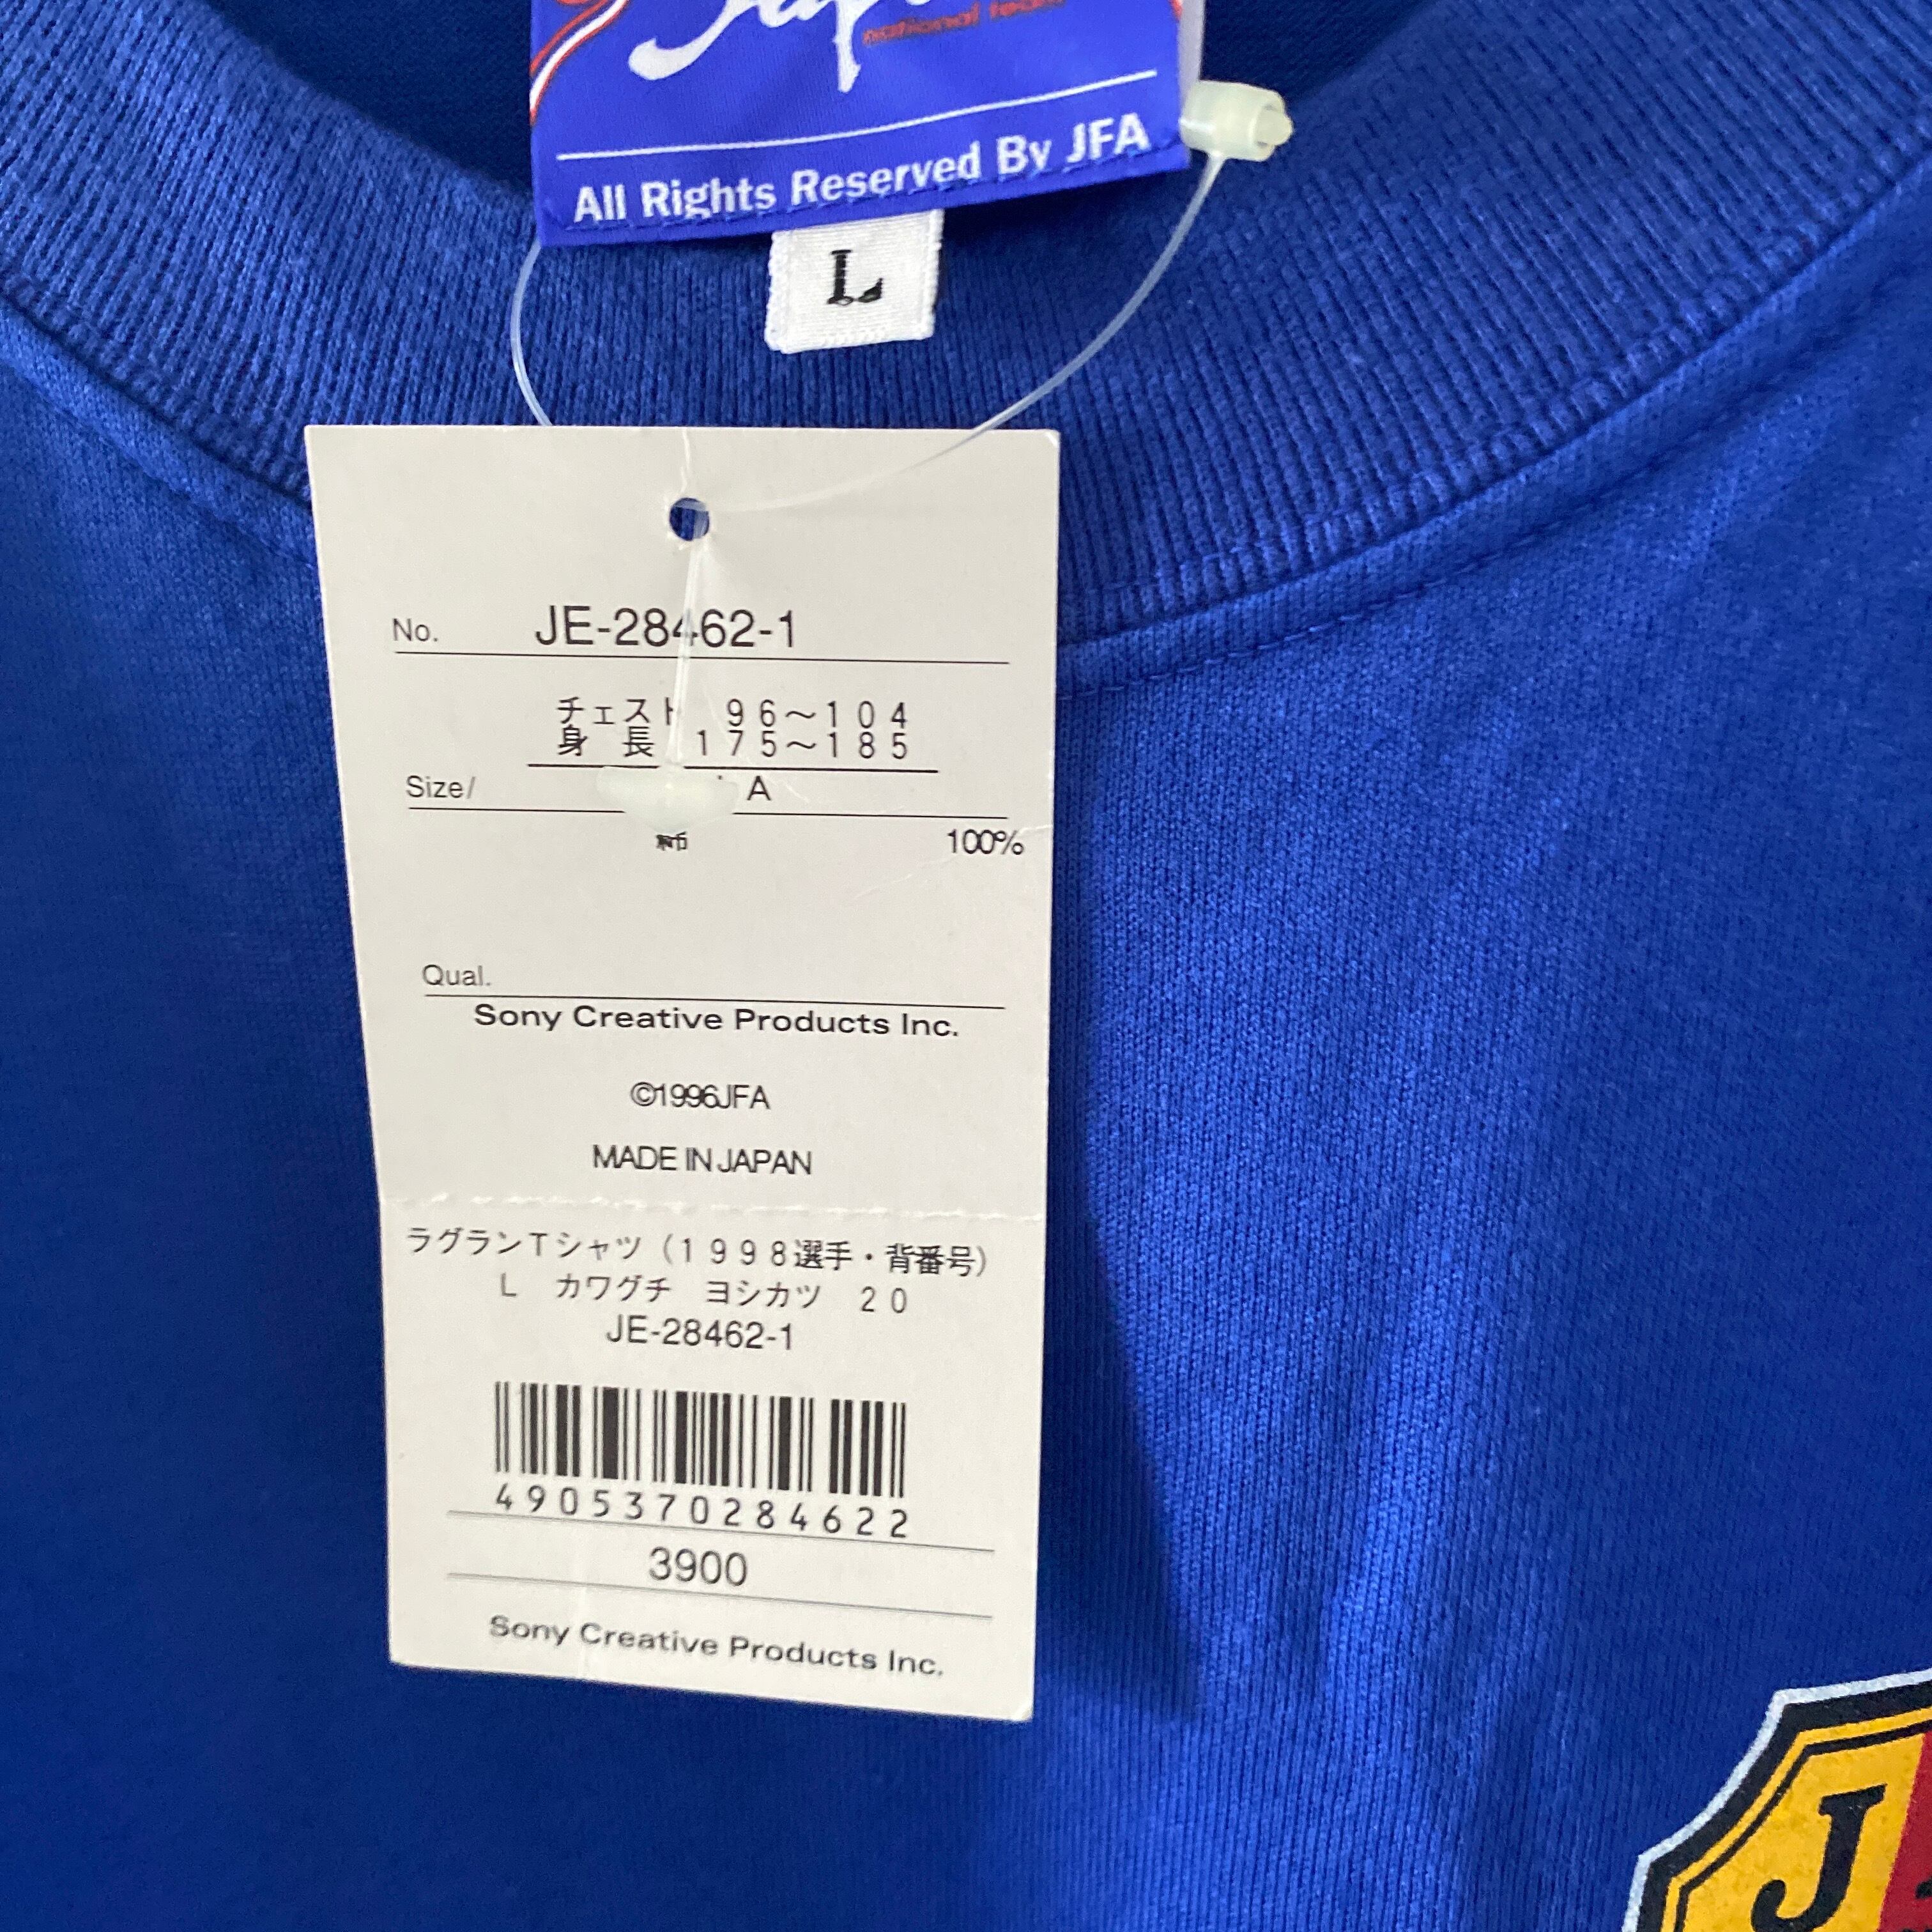 Japan
national team
All Rights Reserved By JFA
L
No. JE-28462-1
チェスト 96～104
身 長 175～185
Size/ A
綿 100%
Qual.
Sony Creative Products Inc.
©1996JFA
MADE IN JAPAN
ラグランTシャツ（1998選手・背番号）
L カワグチ ヨシカツ 20
JE-28462-1
4905370284622
3900
Sony Creative Products Inc.
J